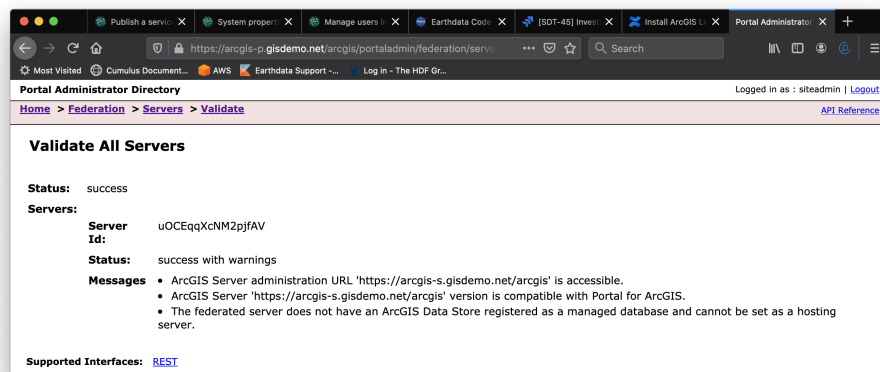 Publish a service
System properti
Manage users in
Earthdata Code
[SDT-45] Invest
Install ArcGIS Li
Portal Administrator
https://arcgis-p.gisdemo.net/arcgis/portaladmin/federation/serve
Search
Most Visited Cumulus Document... AWS Earthdata Support -... Log in - The HDF Gr...
Portal Administrator Directory Logged in as : siteadmin | Logout
Home > Federation > Servers > Validate API Reference
Validate All Servers
Status: success
Servers:
Server uOCEqqXcNM2pjfAV
Id:
Status: success with warnings
Messages • ArcGIS Server administration URL 'https://arcgis-s.gisdemo.net/arcgis' is accessible.
• ArcGIS Server 'https://arcgis-s.gisdemo.net/arcgis' version is compatible with Portal for ArcGIS.
• The federated server does not have an ArcGIS Data Store registered as a managed database and cannot be set as a hosting
server.
Supported Interfaces: REST